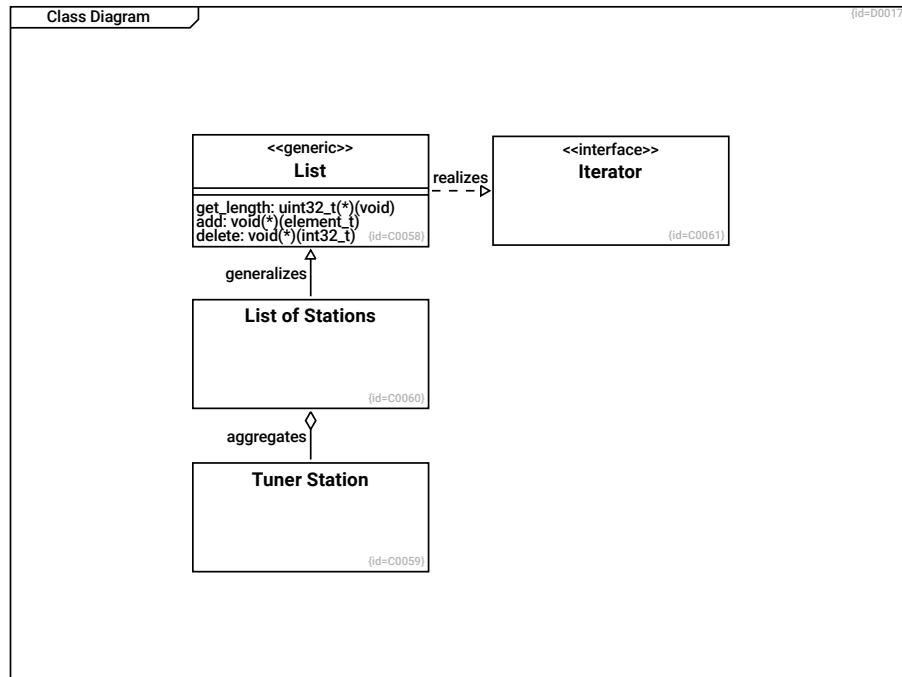 Class Diagram
{id=D0017
<<generic>>
List
get_length: uint32_t(*)(void)
add: void(*)(element_t)
delete: void(*)(int32_t)
{id=C0058}
realizes
<<interface>>
Iterator
{id=C0061}
generalizes
List of Stations
{id=C0060}
aggregates
Tuner Station
{id=C0059}